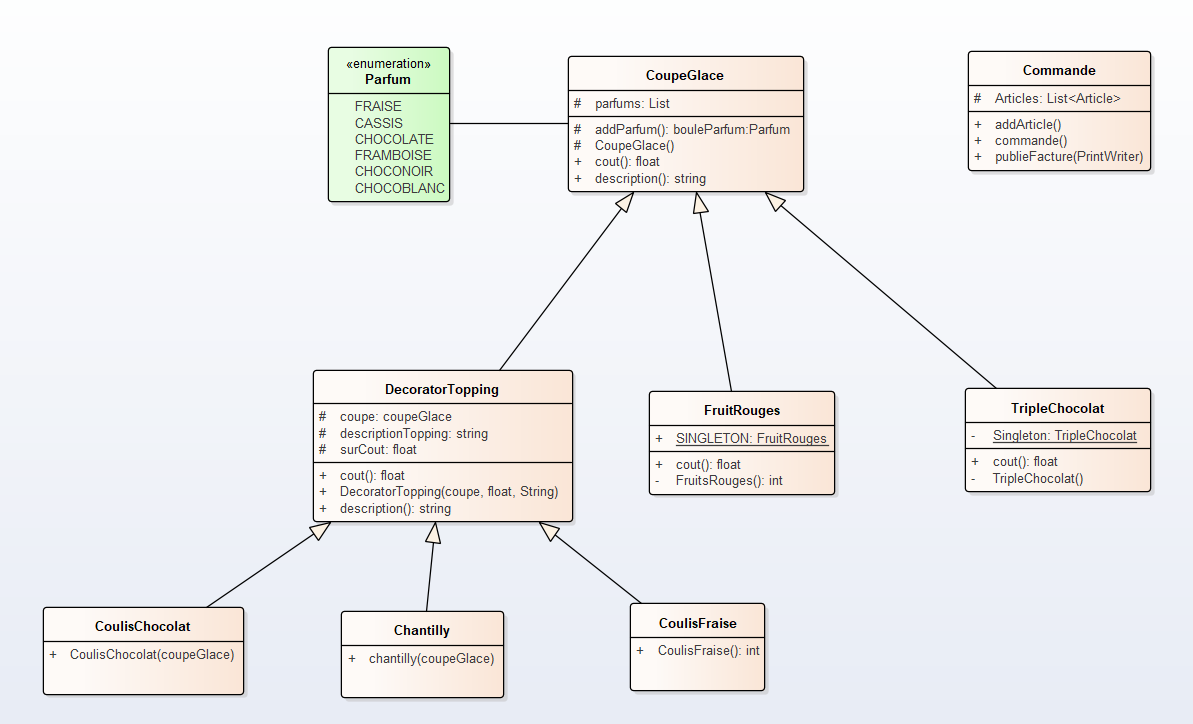 «enumeration»
Parfum
FRAISE
CASSIS
CHOCOLATE
FRAMBOISE
CHOCONOIR
CHOCOBLANC
CoupeGlace
# parfums: List
# addParfum(): bouleParfum:Parfum
# CoupeGlace()
+ cout(): float
+ description(): string
Commande
# Articles: List<Article>
+ addArticle()
+ commande()
+ publieFacture(PrintWriter)
DecoratorTopping
# coupe: coupeGlace
# descriptionTopping: string
# surCout: float
+ cout(): float
+ DecoratorTopping(coupe, float, String)
+ description(): string
FruitRouges
+ SINGLETON: FruitRouges
+ cout(): float
- FruitsRouges(): int
TripleChocolat
- Singleton: TripleChocolat
+ cout(): float
- TripleChocolat()
CoulisChocolat
+ CoulisChocolat(coupeGlace)
Chantilly
+ chantilly(coupeGlace)
CoulisFraise
+ CoulisFraise(): int